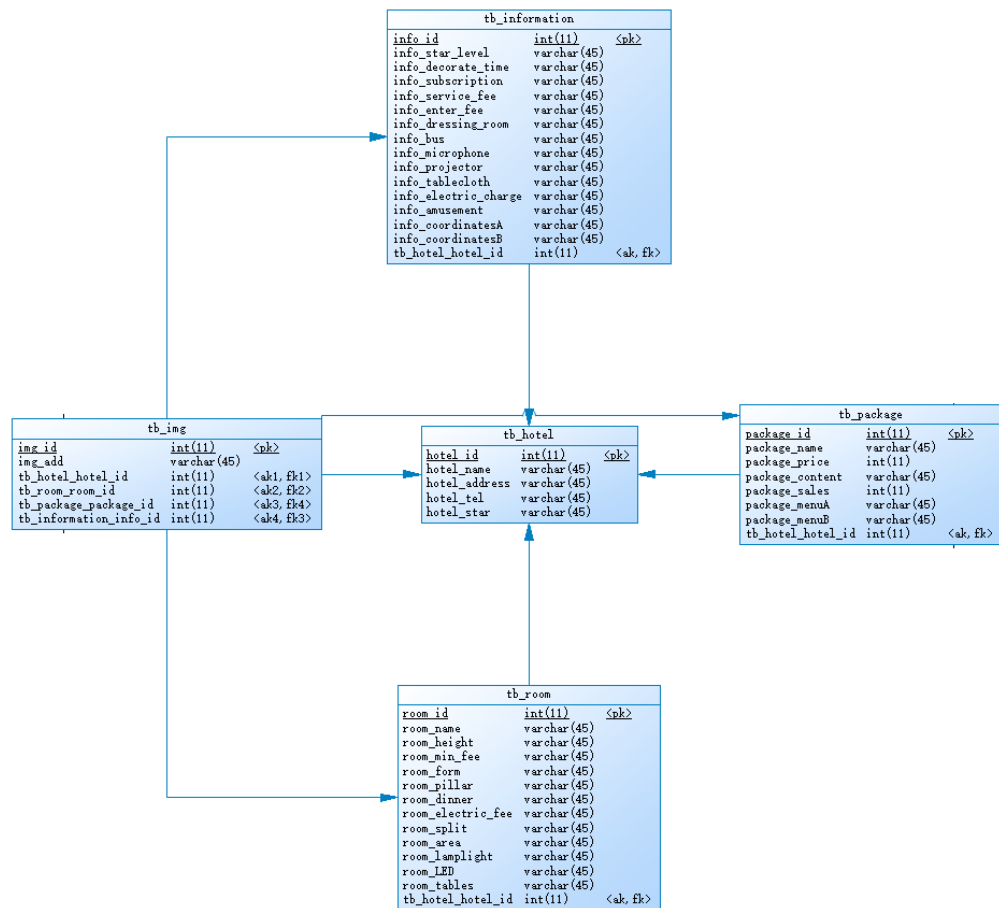 tb_information
info_id int(11) <pk>
info_star_level varchar(45)
info_decorate_time varchar(45)
info_subscription varchar(45)
info_service_fee varchar(45)
info_enter_fee varchar(45)
info_dressing_room varchar(45)
info_bus varchar(45)
info_microphone varchar(45)
info_projector varchar(45)
info_tablecloth varchar(45)
info_electric_charge varchar(45)
info_amusement varchar(45)
info_coordinatesA varchar(45)
info_coordinatesB varchar(45)
tb_hotel_hotel_id int(11) <ak,fk>
tb_img
img_id int(11) <pk>
img_add varchar(45)
tb_hotel_hotel_id int(11) <ak1,fk1>
tb_room_room_id int(11) <ak2,fk2>
tb_package_package_id int(11) <ak3,fk4>
tb_information_info_id int(11) <ak4,fk3>
tb_hotel
hotel_id int(11) <pk>
hotel_name varchar(45)
hotel_address varchar(45)
hotel_tel varchar(45)
hotel_star varchar(45)
tb_package
package_id int(11) <pk>
package_name varchar(45)
package_price int(11)
package_content varchar(45)
package_sales int(11)
package_menuA varchar(45)
package_menuB varchar(45)
tb_hotel_hotel_id int(11) <ak,fk>
tb_room
room_id int(11) <pk>
room_name varchar(45)
room_height varchar(45)
room_min_fee varchar(45)
room_form varchar(45)
room_pillar varchar(45)
room_dinner varchar(45)
room_electric_fee varchar(45)
room_split varchar(45)
room_area varchar(45)
room_lamplight varchar(45)
room_LED varchar(45)
room_tables varchar(45)
tb_hotel_hotel_id int(11) <ak,fk>